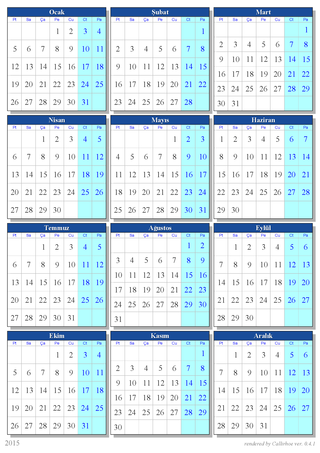 Ocak
Pt Sa Ça Pe Cu Ct Pa
1 2 3 4
5 6 7 8 9 10 11
12 13 14 15 16 17 18
19 20 21 22 23 24 25
26 27 28 29 30 31
Şubat
Pt Sa Ça Pe Cu Ct Pa
1
2 3 4 5 6 7 8
9 10 11 12 13 14 15
16 17 18 19 20 21 22
23 24 25 26 27 28
Mart
Pt Sa Ça Pe Cu Ct Pa
1
2 3 4 5 6 7 8
9 10 11 12 13 14 15
16 17 18 19 20 21 22
23 24 25 26 27 28 29
30 31
Nisan
Pt Sa Ça Pe Cu Ct Pa
1 2 3 4 5
6 7 8 9 10 11 12
13 14 15 16 17 18 19
20 21 22 23 24 25 26
27 28 29 30
Mayıs
Pt Sa Ça Pe Cu Ct Pa
1 2 3
4 5 6 7 8 9 10
11 12 13 14 15 16 17
18 19 20 21 22 23 24
25 26 27 28 29 30 31
Haziran
Pt Sa Ça Pe Cu Ct Pa
1 2 3 4 5 6 7
8 9 10 11 12 13 14
15 16 17 18 19 20 21
22 23 24 25 26 27 28
29 30
Temmuz
Pt Sa Ça Pe Cu Ct Pa
1 2 3 4 5
6 7 8 9 10 11 12
13 14 15 16 17 18 19
20 21 22 23 24 25 26
27 28 29 30 31
Ağustos
Pt Sa Ça Pe Cu Ct Pa
1 2
3 4 5 6 7 8 9
10 11 12 13 14 15 16
17 18 19 20 21 22 23
24 25 26 27 28 29 30
31
Eylül
Pt Sa Ça Pe Cu Ct Pa
1 2 3 4 5 6
7 8 9 10 11 12 13
14 15 16 17 18 19 20
21 22 23 24 25 26 27
28 29 30
Ekim
Pt Sa Ça Pe Cu Ct Pa
1 2 3 4
5 6 7 8 9 10 11
12 13 14 15 16 17 18
19 20 21 22 23 24 25
26 27 28 29 30 31
Kasım
Pt Sa Ça Pe Cu Ct Pa
1
2 3 4 5 6 7 8
9 10 11 12 13 14 15
16 17 18 19 20 21 22
23 24 25 26 27 28 29
30
Aralık
Pt Sa Ça Pe Cu Ct Pa
1 2 3 4 5 6
7 8 9 10 11 12 13
14 15 16 17 18 19 20
21 22 23 24 25 26 27
28 29 30 31
2015
rendered by Callirhoe ver. 0.4.1